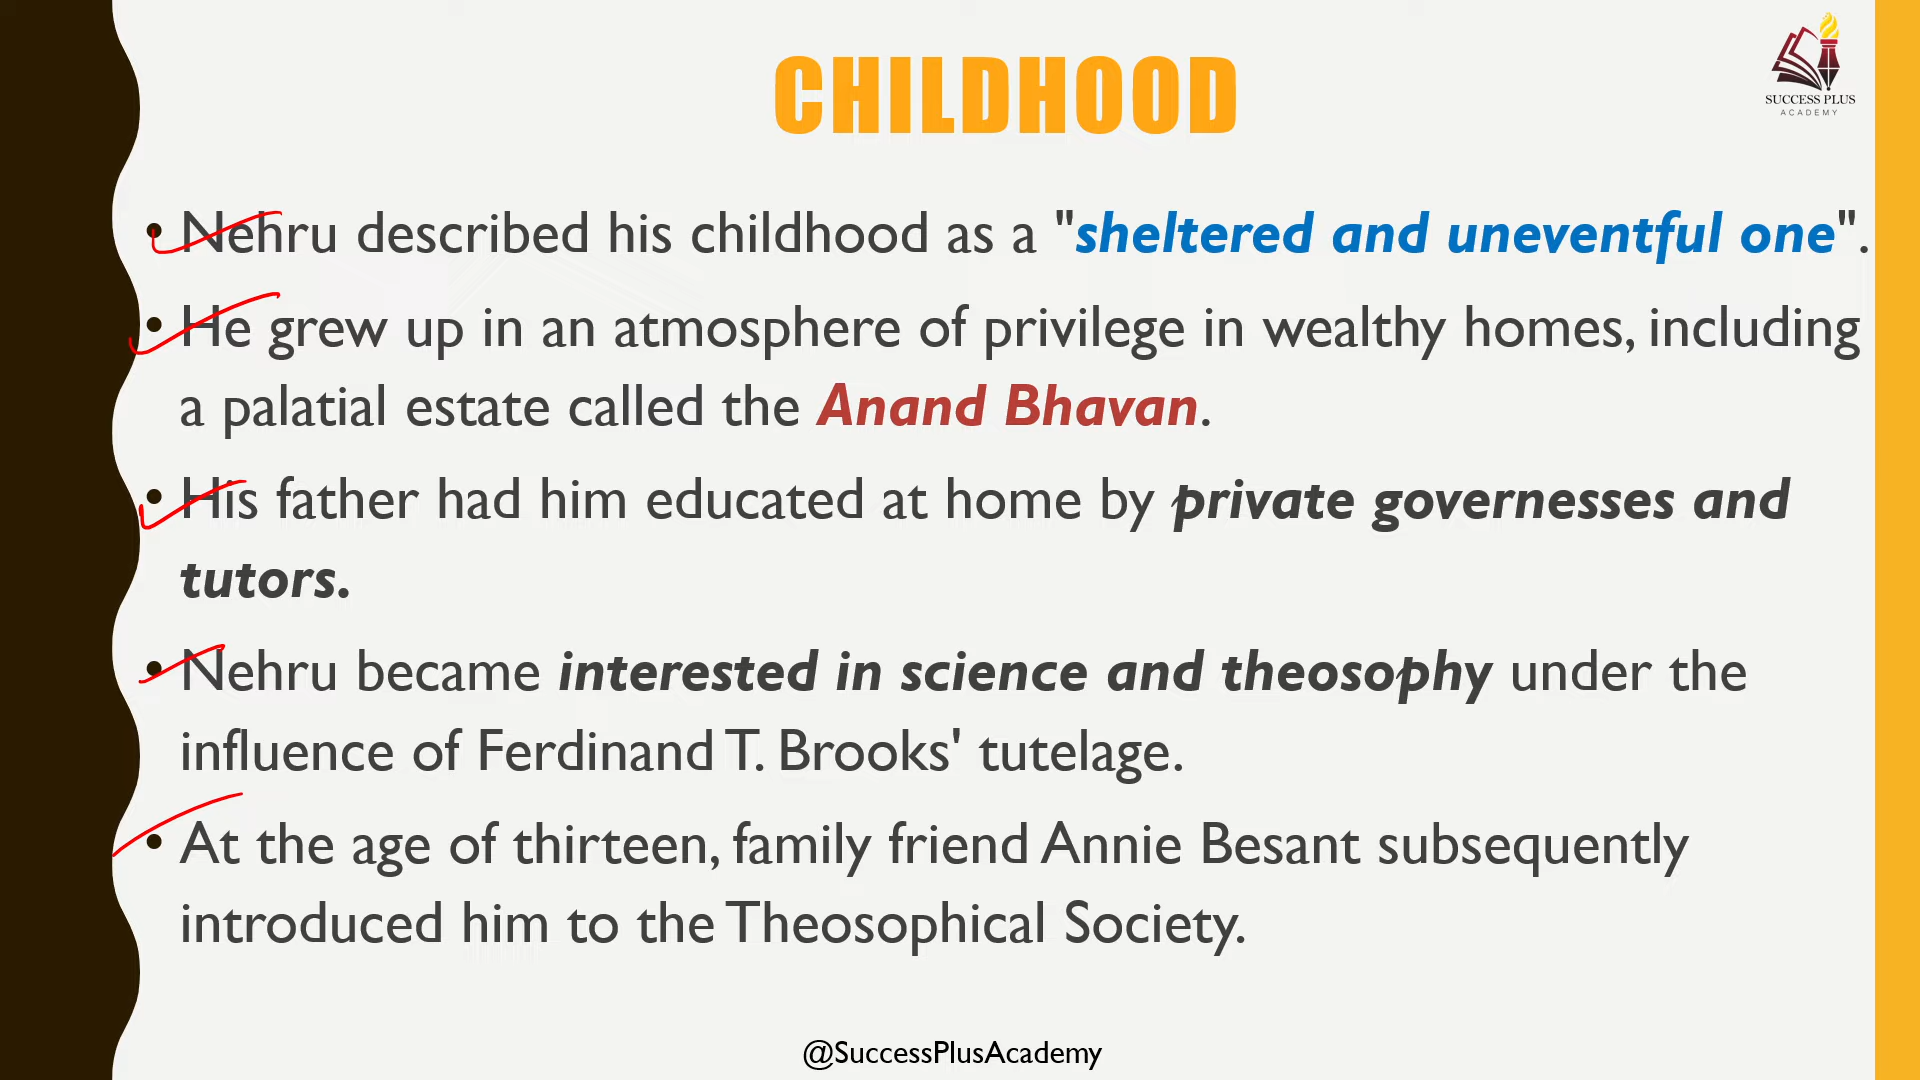 CHILDHOOD
SUCCESS PLUS
ACADEMY
• Nehru described his childhood as a "sheltered and uneventful one".
• He grew up in an atmosphere of privilege in wealthy homes, including
a palatial estate called the Anand Bhavan.
• His father had him educated at home by private governesses and
tutors.
• Nehru became interested in science and theosophy under the
influence of Ferdinand T. Brooks' tutelage.
• At the age of thirteen, family friend Annie Besant subsequently
introduced him to the Theosophical Society.
@SuccessPlusAcademy